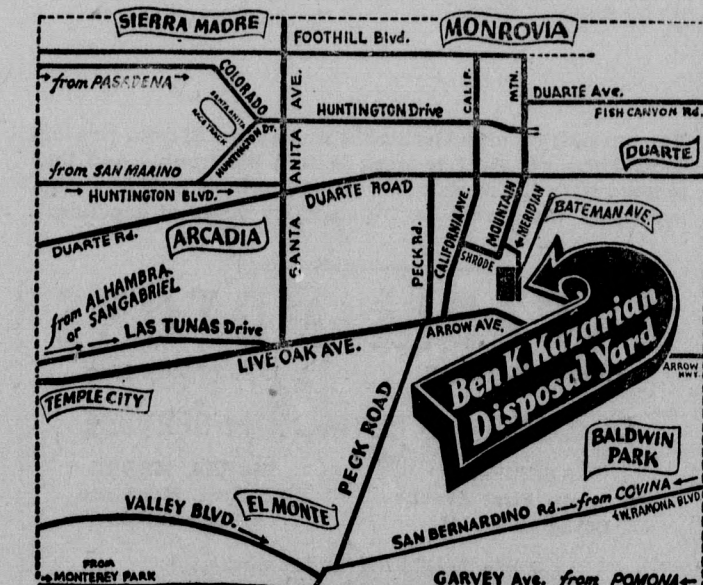 SIERRA MADRE
MONROVIA
FOOTHILL Blvd.
from PASADENA
COLORADO
SANTA ANITA
RACE TRACK
HUNTINGTON Dr.
SANTA ANITA AVE.
HUNTINGTON Drive
CALIF.
MTN.
DUARTE Ave.
FISH CANYON Rd.
DUARTE
from SAN MARINO
HUNTINGTON BLVD.
DUARTE ROAD
DUARTE Rd.
ARCADIA
PECK Rd.
CALIFORNIA AVE.
MOUNTAIN
MERIDIAN
BATEMAN AVE.
SHRODE
from ALHAMBRA
or SAN GABRIEL
LAS TUNAS Drive
LIVE OAK AVE.
ARROW AVE.
Ben K. Kazarian
Disposal Yard
ARROW
HWY.
TEMPLE CITY
PECK ROAD
BALDWIN
PARK
VALLEY BLVD.
EL MONTE
SAN BERNARDINO Rd.
from COVINA
W. RAMONA BLVD
FROM
MONTEREY PARK
GARVEY Ave. from POMONA